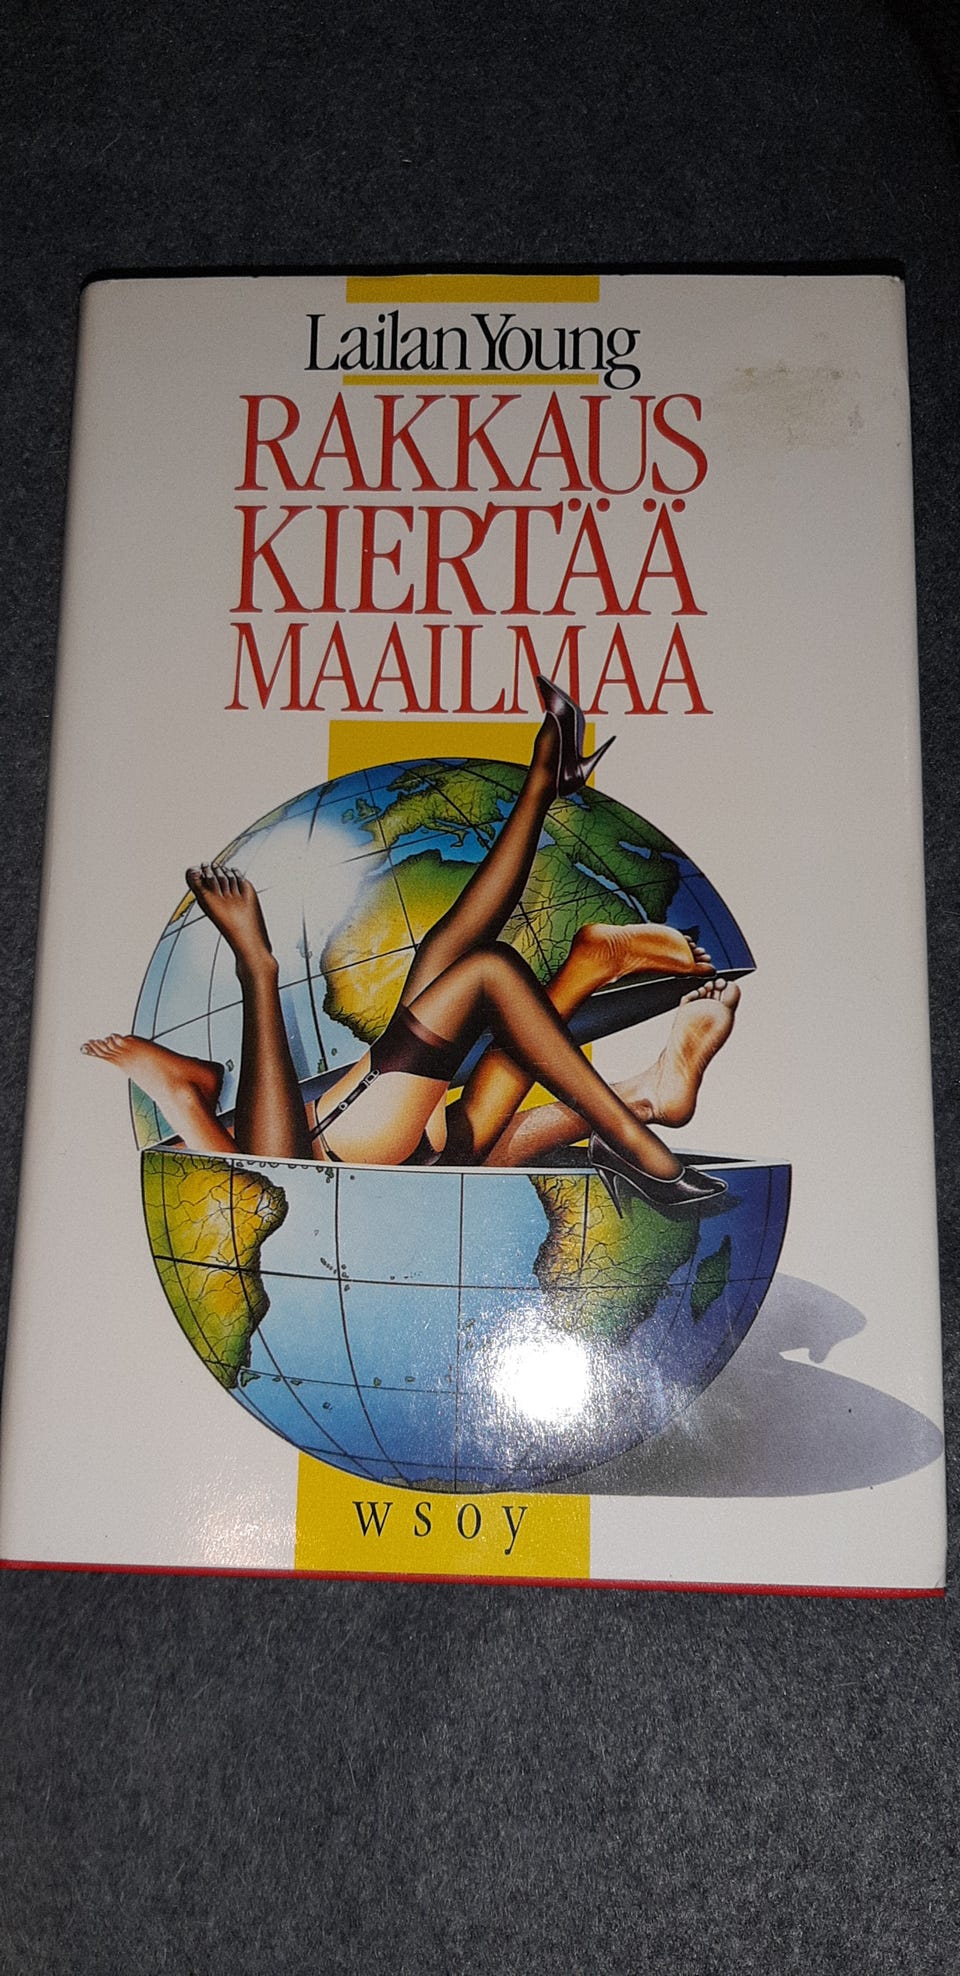 Lailan Young
RAKKAUS
KIERTÄÄ
MAAILMAA
wsoy